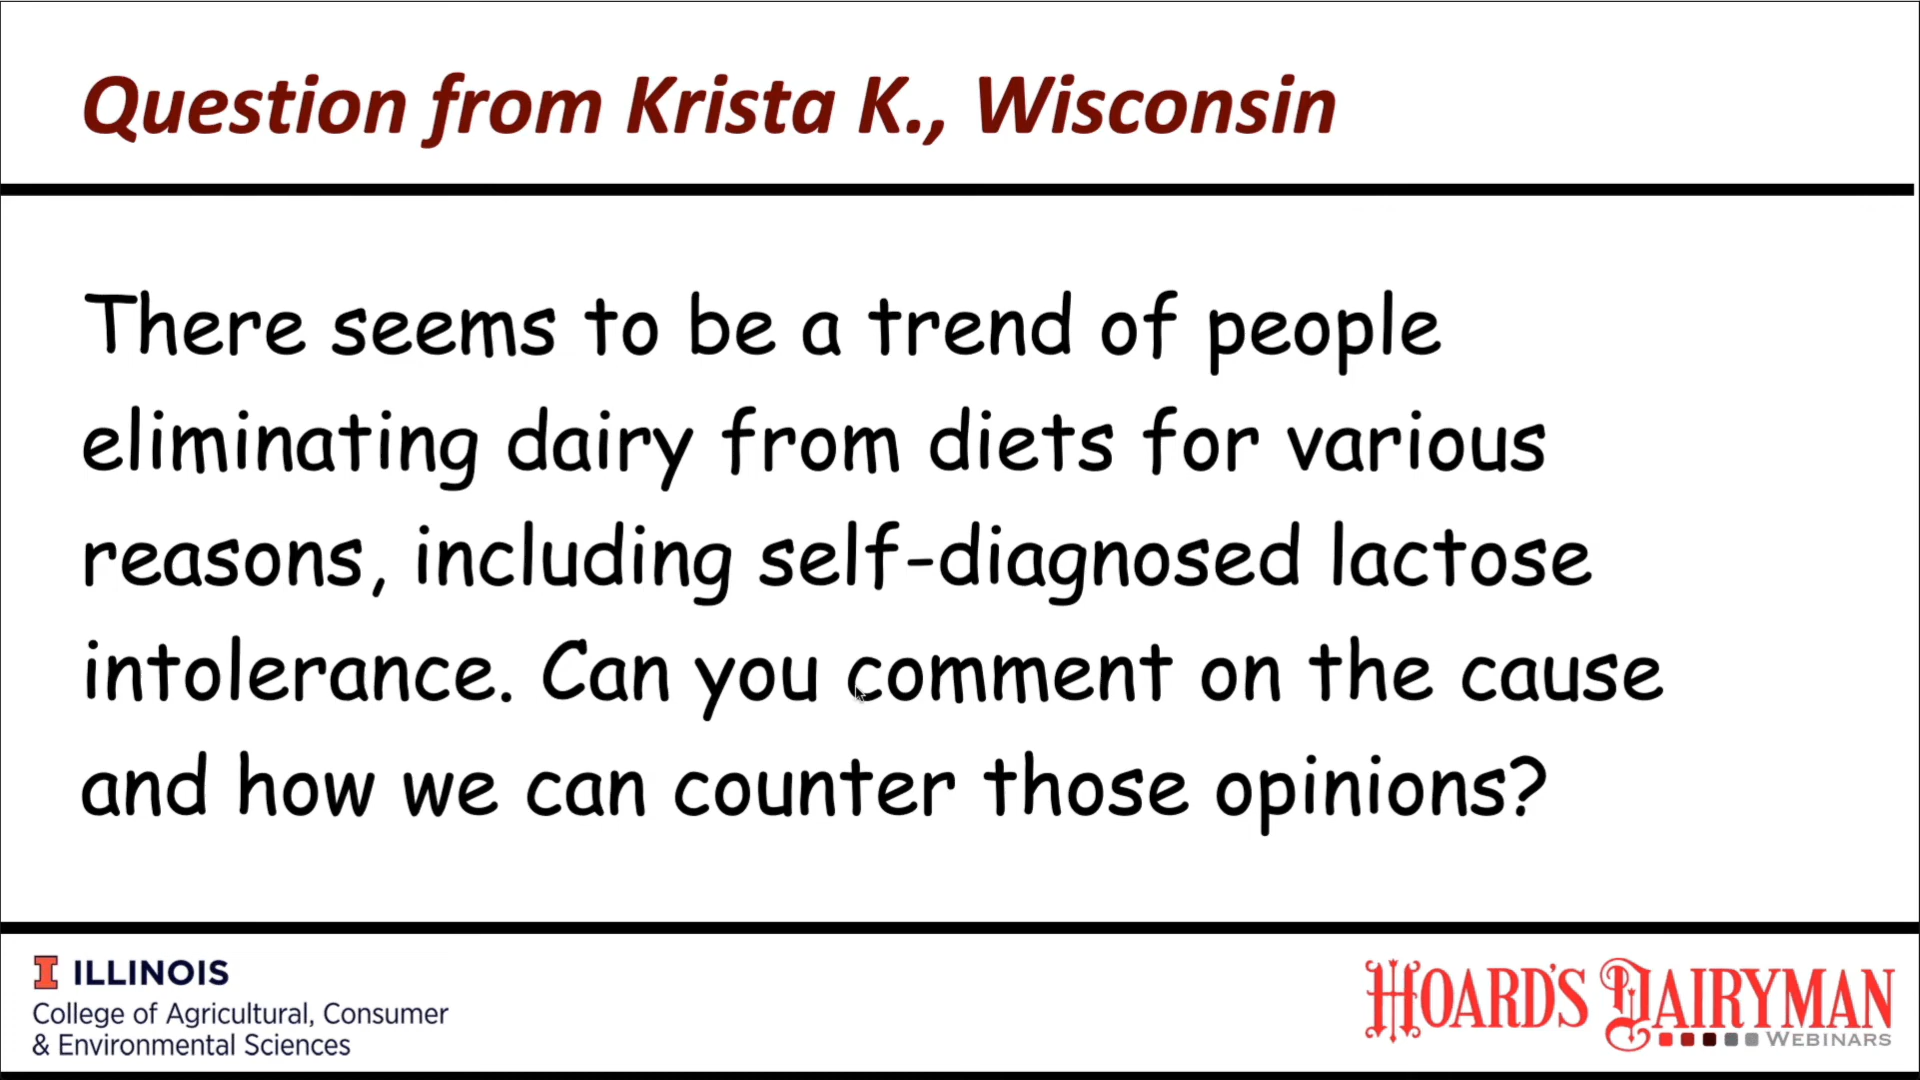 Question from Krista K., Wisconsin
There seems to be a trend of people
eliminating dairy from diets for various
reasons, including self-diagnosed lactose
intolerance. Can you comment on the cause
and how we can counter those opinions?
I ILLINOIS
College of Agricultural, Consumer
& Environmental Sciences
HOARD'S DAIRYMAN
WEBINARS